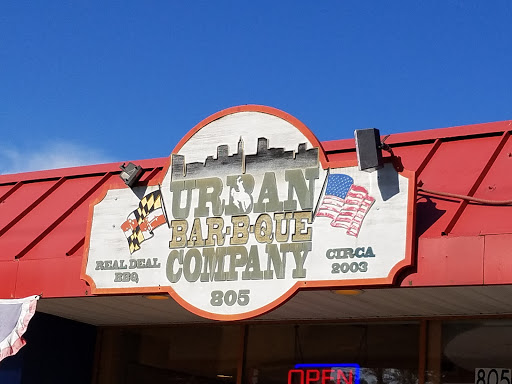 URBAN
BAR-B-QUE
COMPANY
REAL DEAL
BBQ
CIRCA
2003
805
OPEN
805